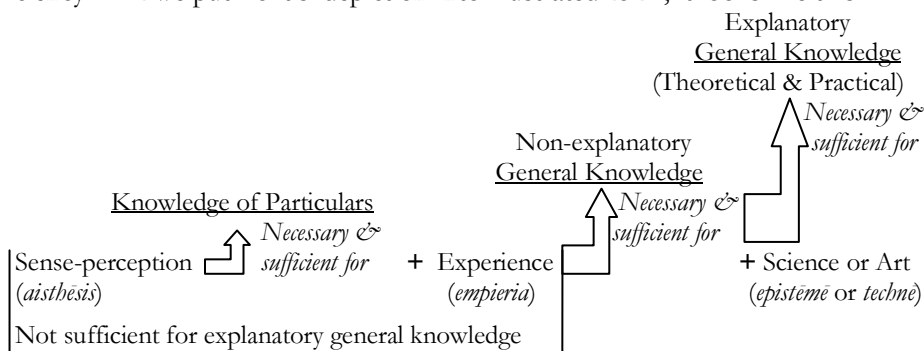 Explanatory
General Knowledge
(Theoretical & Practical)
Necessary &
sufficient for
Non-explanatory
General Knowledge
Necessary &
sufficient for
Knowledge of Particulars
Necessary &
sufficient for
Sense-perception
(aisthēsis)
+ Experience
(empieria)
+ Science or Art
(epistēmē or technē)
Not sufficient for explanatory general knowledge